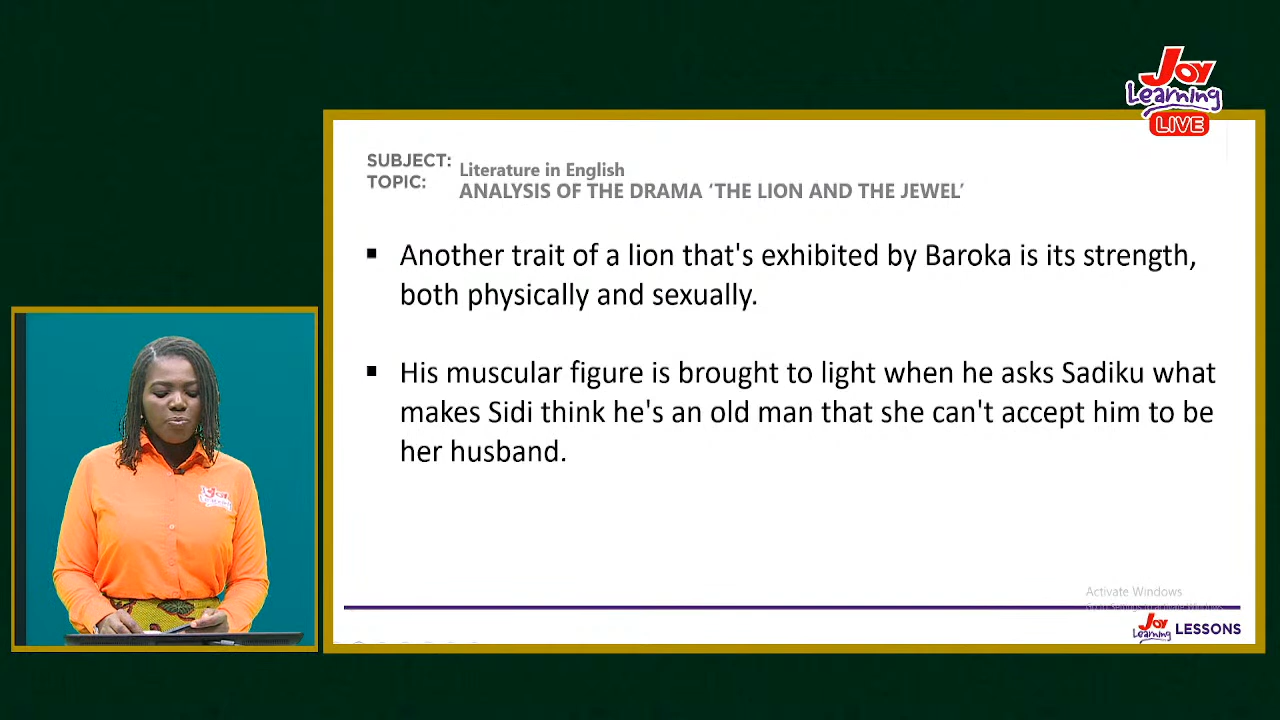 Joy
Learning
LIVE
SUBJECT: Literature in English
TOPIC: ANALYSIS OF THE DRAMA ‘THE LION AND THE JEWEL’
▪ Another trait of a lion that's exhibited by Baroka is its strength,
both physically and sexually.
▪ His muscular figure is brought to light when he asks Sadiku what
makes Sidi think he's an old man that she can't accept him to be
her husband.
Activate Windows
Joy
Learning LESSONS